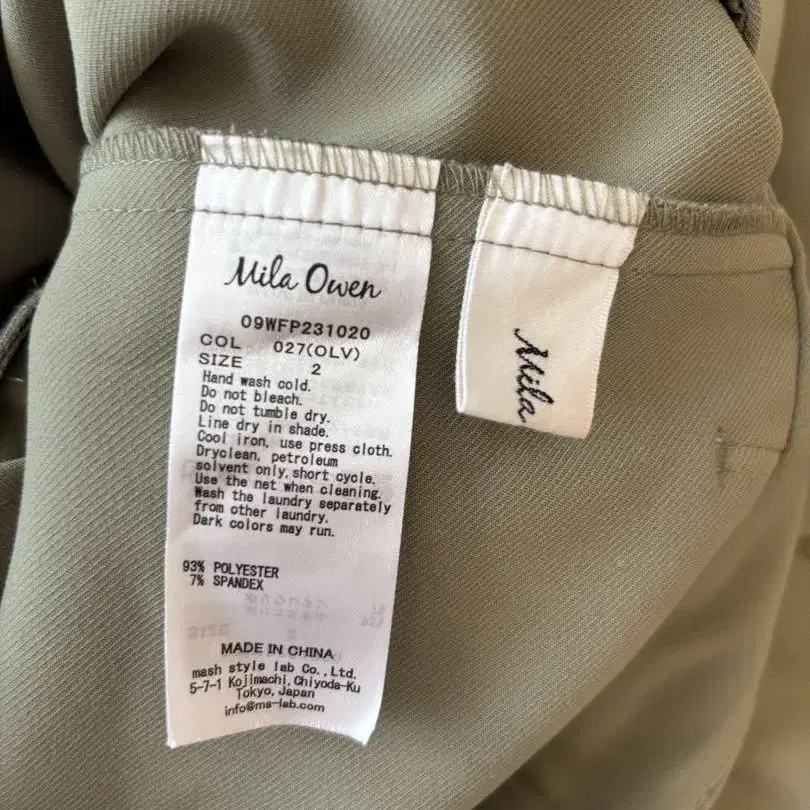 Mila Owen
09WFP231020
COL 027(OLV)
SIZE 2
Hand wash cold.
Do not bleach.
Do not tumble dry.
Line dry in shade.
Cool iron, use press cloth.
Dryclean, petroleum
solvent only, short cycle.
Use the net when cleaning.
Wash the laundry separately
from other laundry.
Dark colors may run.
93% POLYESTER
7% SPANDEX
MADE IN CHINA
mash style lab Co., Ltd.
5-7-1 Kojimachi, Chiyoda-Ku
Tokyo, Japan
info@ms-lab.com
Mila